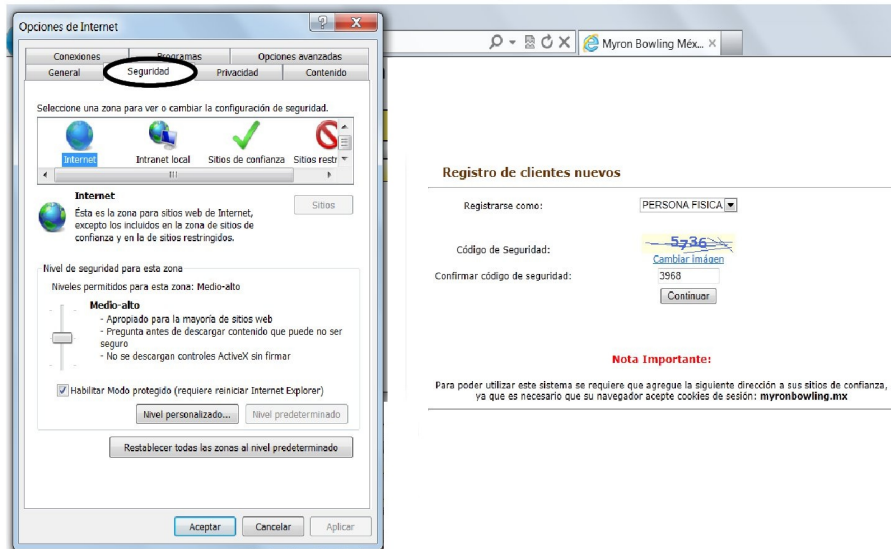 Opciones de Internet
Conexiones Programas Opciones avanzadas
General Seguridad Privacidad Contenido
Seleccione una zona para ver o cambiar la configuración de seguridad.
Internet Intranet local Sitios de confianza Sitios restr
Internet
Ésta es la zona para sitios web de Internet,
excepto los incluidos en la zona de sitios de
confianza y en la de sitios restringidos.
Sitios
Nivel de seguridad para esta zona
Niveles permitidos para esta zona: Medio-alto
Medio-alto
- Apropiado para la mayoría de sitios web
- Pregunta antes de descargar contenido que puede no ser
seguro
- No se descargan controles ActiveX sin firmar
Habilitar Modo protegido (requiere reiniciar Internet Explorer)
Nivel personalizado... Nivel predeterminado
Restablecer todas las zonas al nivel predeterminado
Aceptar Cancelar Aplicar
Myron Bowling Méx...
Registro de clientes nuevos
Registrarse como: PERSONA FISICA
Código de Seguridad: 5736
Cambiar imágen
Confirmar código de seguridad: 3968
Continuar
Nota Importante:
Para poder utilizar este sistema se requiere que agregue la siguiente dirección a sus sitios de confianza,
ya que es necesario que su navegador acepte cookies de sesión: myronbowling.mx